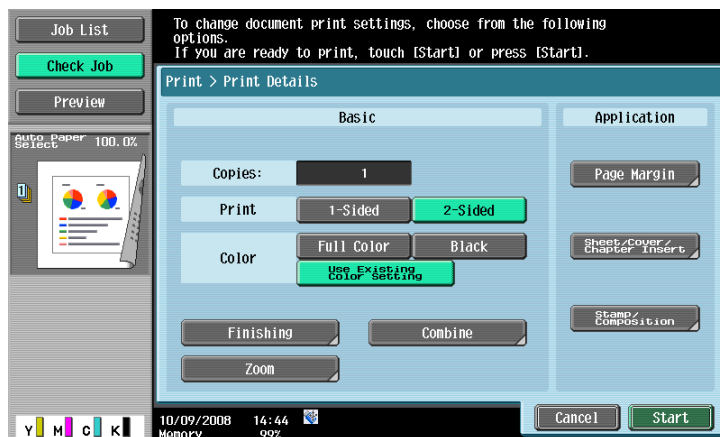 Job List
Check Job
Preview
Auto Paper
Select 100.0%
1
Y M C K
To change document print settings, choose from the following
options.
If you are ready to print, touch [Start] or press [Start].
Print > Print Details
Basic
Copies: 1
Print 1-Sided 2-Sided
Color Full Color Black
Use Existing
Color Setting
Finishing Combine
Zoom
Application
Page Margin
Sheet/Cover/
Chapter Insert
Stamp/
Composition
10/09/2008 14:44
Memory 99%
Cancel Start